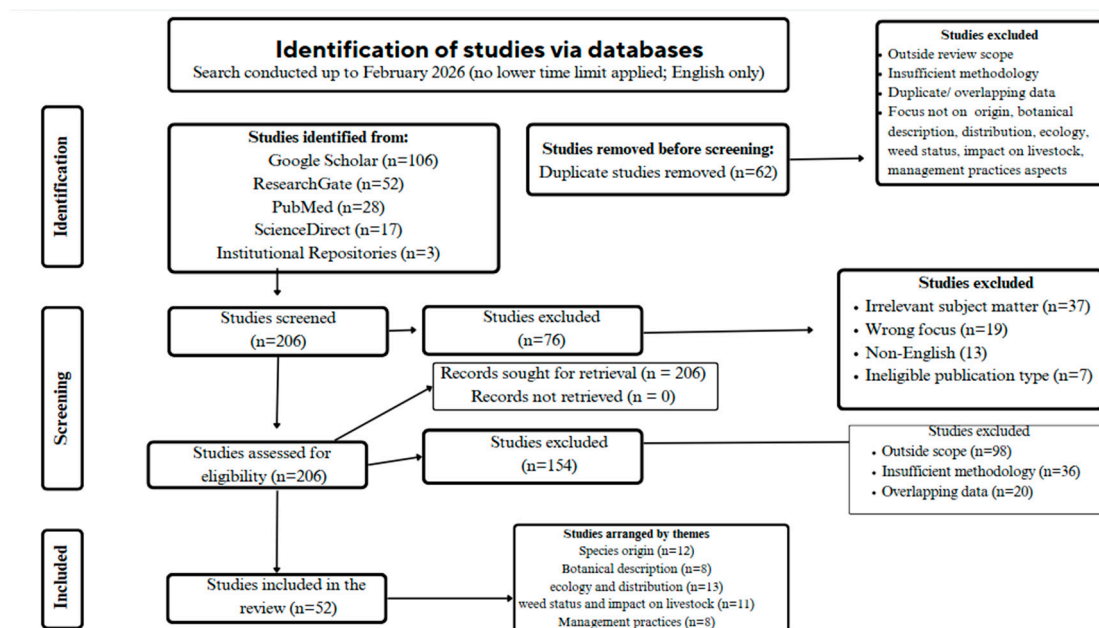 Identification of studies via databases
Search conducted up to February 2026 (no lower time limit applied; English only)
Studies excluded
• Outside review scope
• Insufficient methodology
• Duplicate/ overlapping data
• Focus not on origin, botanical
description, distribution, ecology,
weed status, impact on livestock,
management practices aspects
Identification
Studies identified from:
Google Scholar (n=106)
ResearchGate (n=52)
PubMed (n=28)
ScienceDirect (n=17)
Institutional Repositories (n=3)
Studies removed before screening:
Duplicate studies removed (n=62)
Screening
Studies screened
(n=206)
Studies excluded
(n=76)
Studies excluded
• Irrelevant subject matter (n=37)
• Wrong focus (n=19)
• Non-English (13)
• Ineligible publication type (n=7)
Records sought for retrieval (n = 206)
Records not retrieved (n = 0)
Studies assessed for
eligibility (n=206)
Studies excluded
(n=154)
Studies excluded
• Outside scope (n=98)
• Insufficient methodology (n=36)
• Overlapping data (n=20)
Included
Studies included in the
review (n=52)
Studies arranged by themes
Species origin (n=12)
Botanical description (n=8)
ecology and distribution (n=13)
weed status and impact on livestock (n=11)
Management practices (n=8)